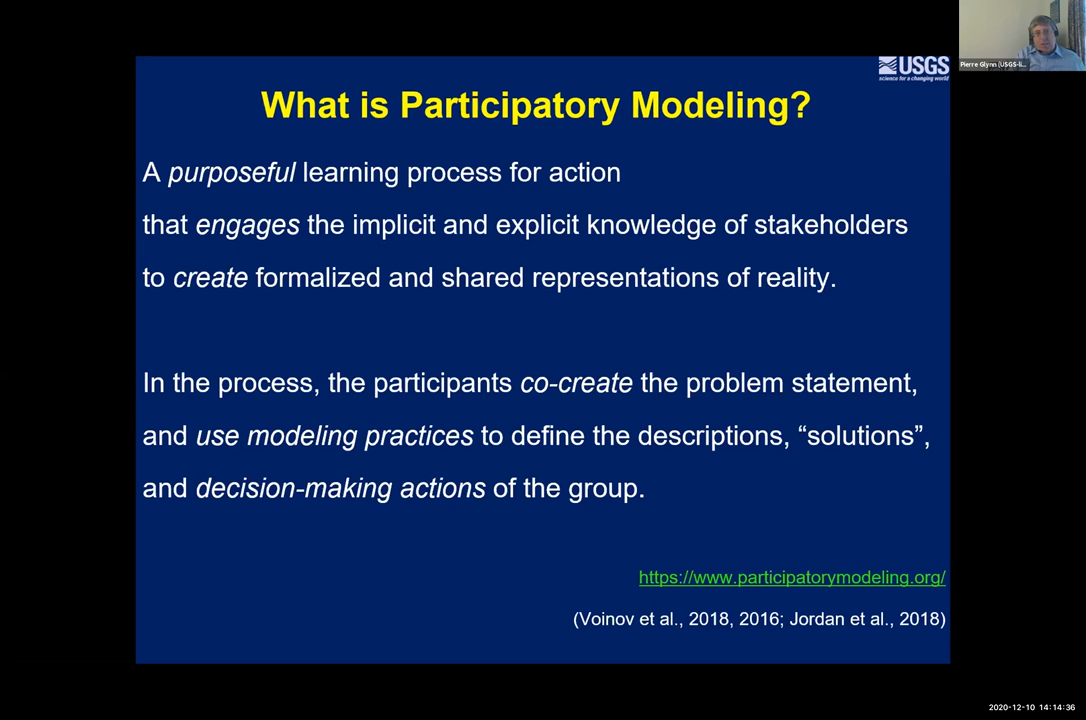 USGS
science for a changing world
Pierre Glynn (USGS-li...
What is Participatory Modeling?
A purposeful learning process for action
that engages the implicit and explicit knowledge of stakeholders
to create formalized and shared representations of reality.
In the process, the participants co-create the problem statement,
and use modeling practices to define the descriptions, “solutions”,
and decision-making actions of the group.
https://www.participatorymodeling.org/
(Voinov et al., 2018, 2016; Jordan et al., 2018)
2020-12-10 14:14:36